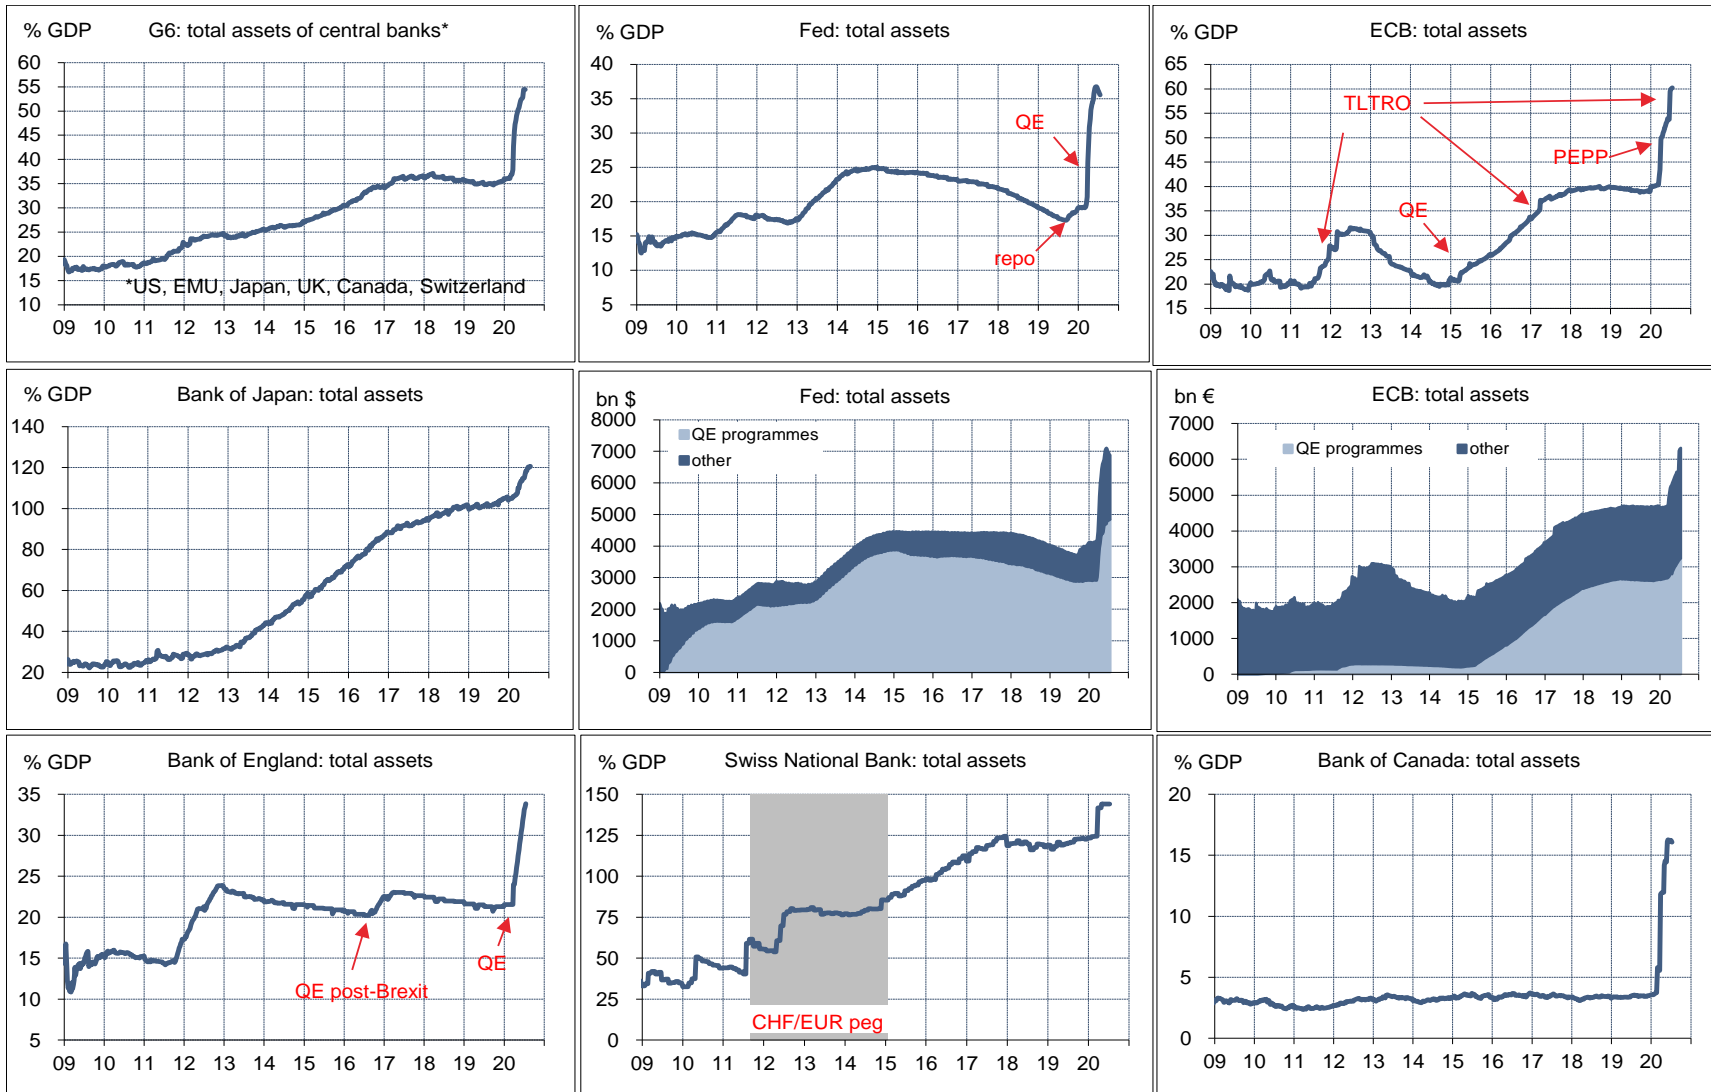 % GDP
G6: total assets of central banks*
60
55
50
45
40
35
30
25
20
15
10
*US, EMU, Japan, UK, Canada, Switzerland
09 10 11 12 13 14 15 16 17 18 19 20
% GDP
Fed: total assets
40
35
30
25
20
15
10
5
QE
repo
09 10 11 12 13 14 15 16 17 18 19 20
% GDP
ECB: total assets
65
60
55
50
45
40
35
30
25
20
15
TLTRO
PEPP
QE
09 10 11 12 13 14 15 16 17 18 19 20
% GDP
Bank of Japan: total assets
140
120
100
80
60
40
20
09 10 11 12 13 14 15 16 17 18 19 20
bn $
Fed: total assets
8000
7000
6000
5000
4000
3000
2000
1000
0
QE programmes
other
09 10 11 12 13 14 15 16 17 18 19 20
bn €
ECB: total assets
7000
6000
5000
4000
3000
2000
1000
0
QE programmes other
09 10 11 12 13 14 15 16 17 18 19 20
% GDP
Bank of England: total assets
35
30
25
20
15
10
5
QE
QE post-Brexit
09 10 11 12 13 14 15 16 17 18 19 20
% GDP
Swiss National Bank: total assets
150
125
100
75
50
25
0
CHF/EUR peg
09 10 11 12 13 14 15 16 17 18 19 20
% GDP
Bank of Canada: total assets
20
15
10
5
0
09 10 11 12 13 14 15 16 17 18 19 20